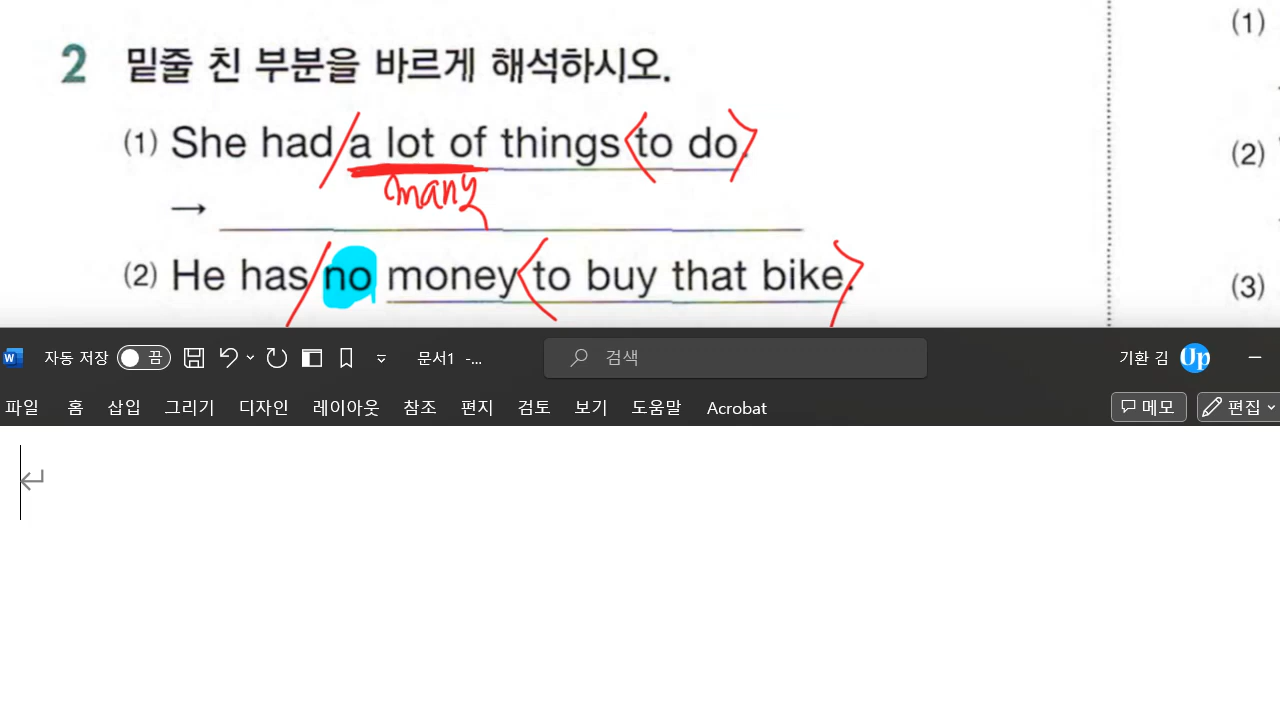 2 밑줄 친 부분을 바르게 해석하시오.
(1) She had a lot of things to do.
many
→
(2) He has no money to buy that bike.
(1)
(2)
(3)
자동 저장 끔 문서1 -... 검색 기환 김 Up
파일 홈 삽입 그리기 디자인 레이아웃 참조 편지 검토 보기 도움말 Acrobat 메모 편집